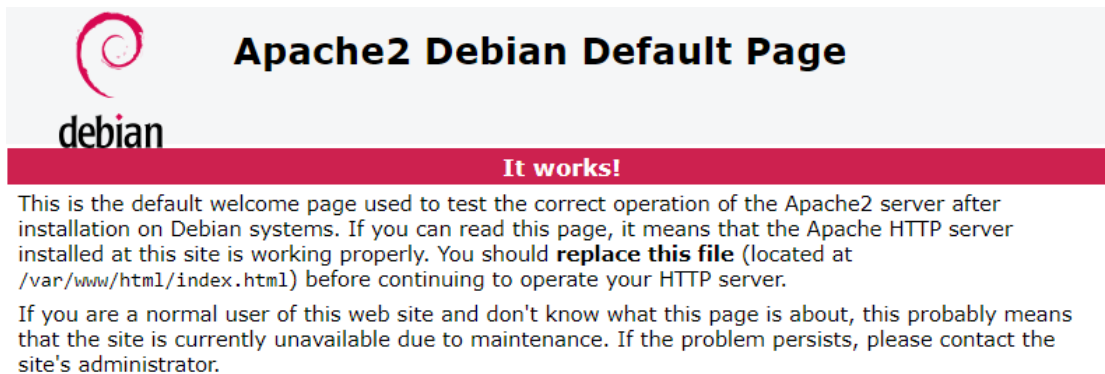 debian
Apache2 Debian Default Page
It works!
This is the default welcome page used to test the correct operation of the Apache2 server after
installation on Debian systems. If you can read this page, it means that the Apache HTTP server
installed at this site is working properly. You should replace this file (located at
/var/www/html/index.html) before continuing to operate your HTTP server.
If you are a normal user of this web site and don't know what this page is about, this probably means
that the site is currently unavailable due to maintenance. If the problem persists, please contact the
site's administrator.